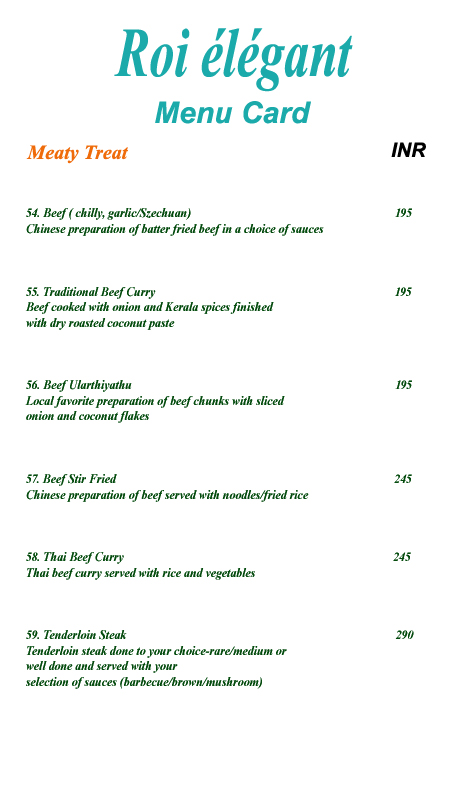 Roi élégant
Menu Card
Meaty Treat INR
54. Beef ( chilly, garlic/Szechuan) 195
Chinese preparation of batter fried beef in a choice of sauces
55. Traditional Beef Curry 195
Beef cooked with onion and Kerala spices finished
with dry roasted coconut paste
56. Beef Ularthiyathu 195
Local favorite preparation of beef chunks with sliced
onion and coconut flakes
57. Beef Stir Fried 245
Chinese preparation of beef served with noodles/fried rice
58. Thai Beef Curry 245
Thai beef curry served with rice and vegetables
59. Tenderloin Steak 290
Tenderloin steak done to your choice-rare/medium or
well done and served with your
selection of sauces (barbecue/brown/mushroom)